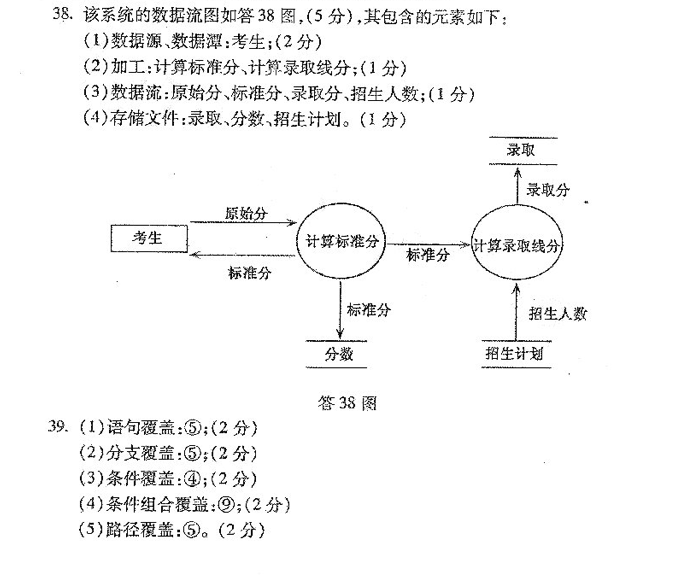 38. 该系统的数据流图如答38图,(5分),其包含的元素如下:
(1)数据源、数据潭:考生;(2分)
(2)加工:计算标准分、计算录取线分;(1分)
(3)数据流:原始分、标准分、录取分、招生人数;(1分)
(4)存储文件:录取、分数、招生计划。(1分)
录取
录取分
原始分
考生
计算标准分
标准分
计算录取线分
标准分
标准分
招生人数
分数
招生计划
答38图
39. (1)语句覆盖:⑤;(2分)
(2)分支覆盖:⑤;(2分)
(3)条件覆盖:④;(2分)
(4)条件组合覆盖:⑨;(2分)
(5)路径覆盖:⑤。(2分)